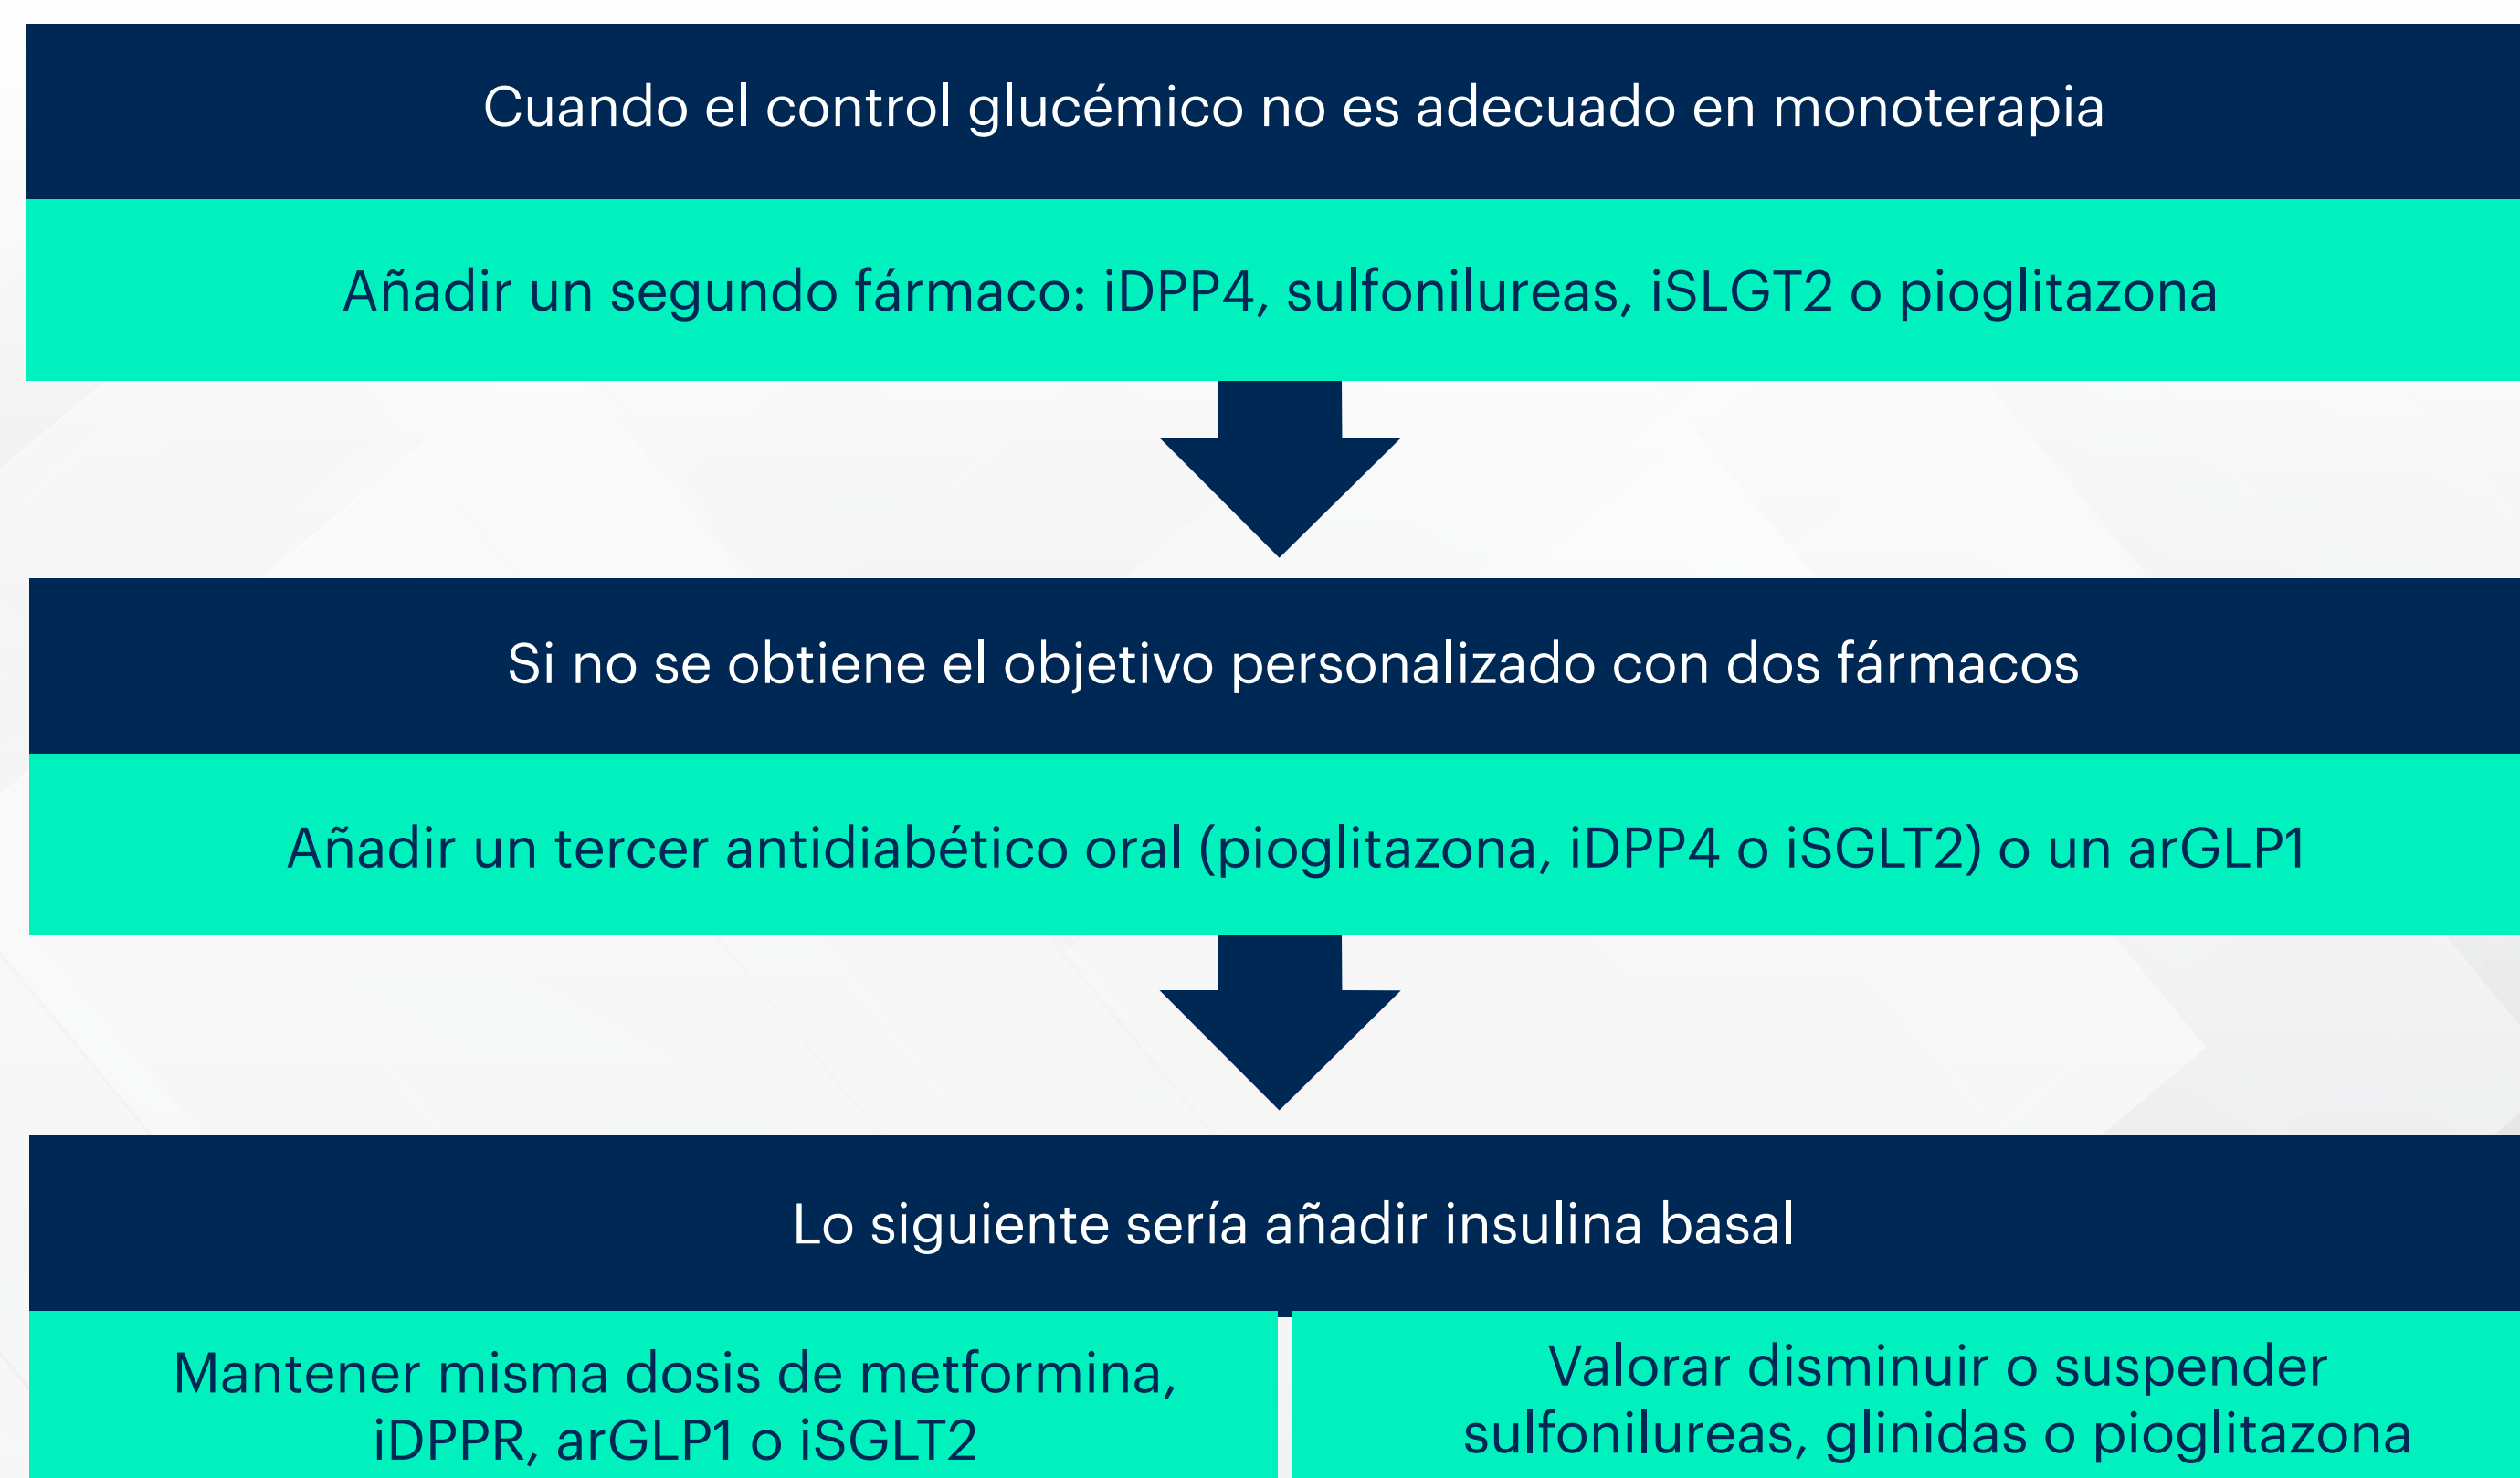 Cuando el control glucémico no es adecuado en monoterapia
Añadir un segundo fármaco: iDPP4, sulfonilureas, iSLGT2 o pioglitazona
Si no se obtiene el objetivo personalizado con dos fármacos
Añadir un tercer antidiabético oral (pioglitazona, iDPP4 o iSGLT2) o un arGLP1
Lo siguiente sería añadir insulina basal
Mantener misma dosis de metformina,
iDPPR, arGLP1 o iSGLT2
Valorar disminuir o suspender
sulfonilureas, glinidas o pioglitazona